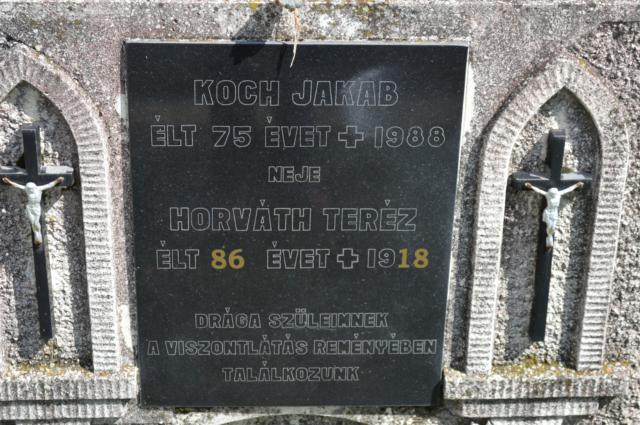 KOCH JAKAB
ÉLT 75 ÉVET + 1988
NEJE
HORVÁTH TERÉZ
ÉLT 86 ÉVET + 1918
DRÁGA SZÜLEIMNEK
A VISZONTLÁTÁS REMÉNYÉBEN
TALÁLKOZUNK